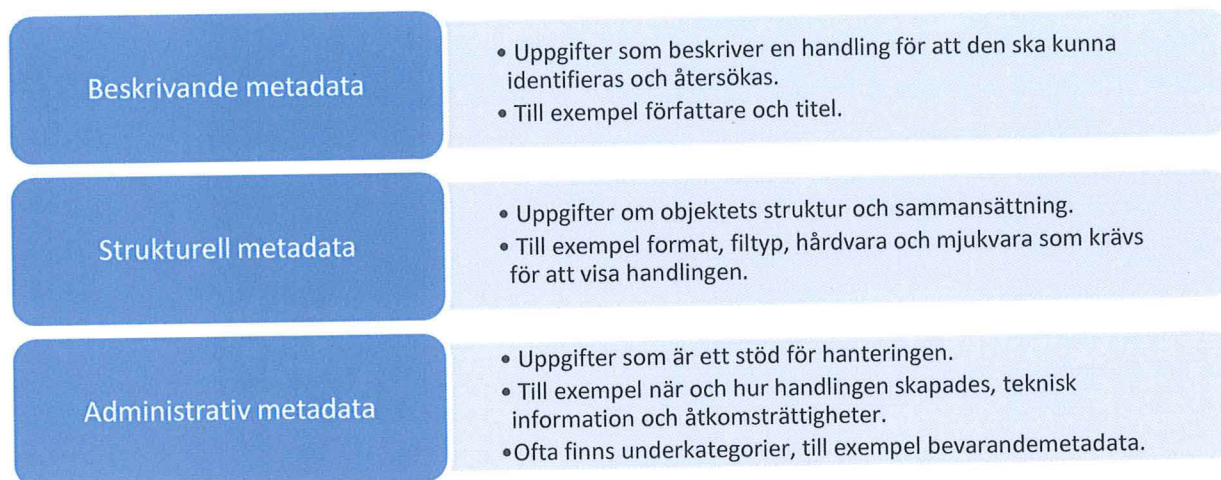 Beskrivande metadata
• Uppgifter som beskriver en handling för att den ska kunna
identifieras och återsökas.
• Till exempel författare och titel.
Strukturell metadata
• Uppgifter om objektets struktur och sammansättning.
• Till exempel format, filtyp, hårdvara och mjukvara som krävs
för att visa handlingen.
Administrativ metadata
• Uppgifter som är ett stöd för hanteringen.
• Till exempel när och hur handlingen skapades, teknisk
information och åtkomsträttigheter.
•Ofta finns underkategorier, till exempel bevarandemetadata.